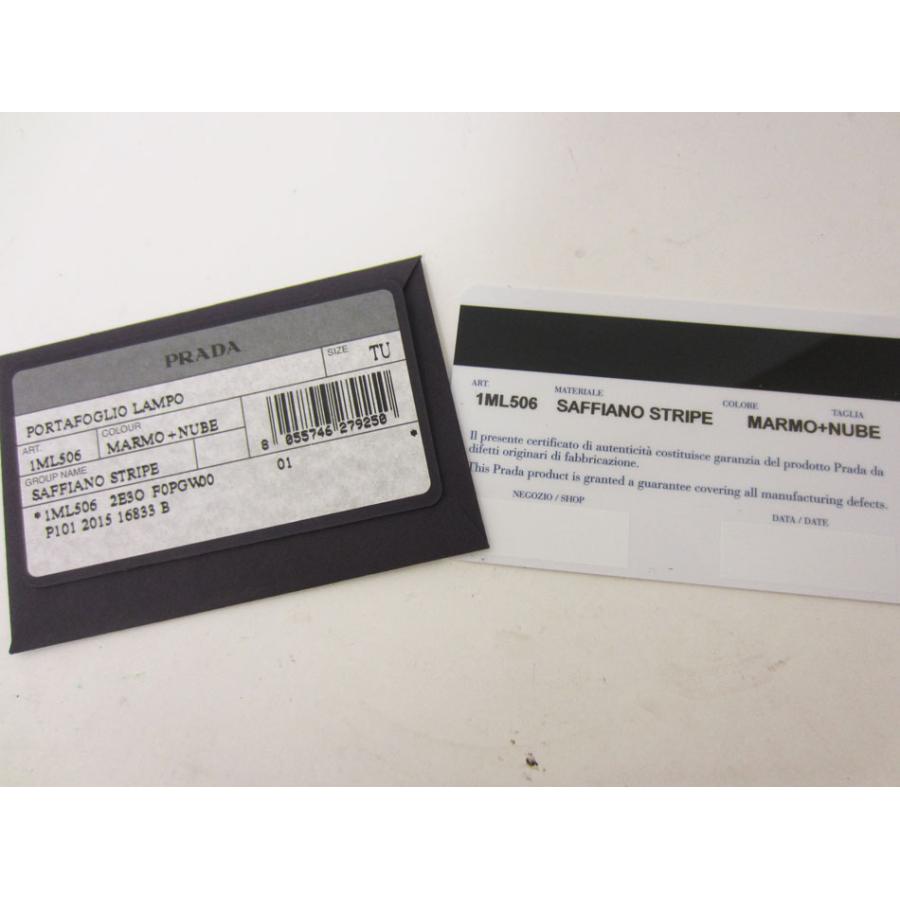 PRADA
SIZE TU
PORTAFOGLIO LAMPO
ART. 1ML506 COLOUR MARMO+NUBE
8 055746 279250 *
GROUP NAME
SAFFIANO STRIPE
01
*1ML506 2B30 F0PGW00
P101 2015 16833 B
ART. MATERIALE COLORE TAGLIA
1ML506 SAFFIANO STRIPE MARMO+NUBE
Il presente certificato di autenticità costituisce garanzia del prodotto Prada da
difetti originari di fabbricazione.
This Prada product is granted a guarantee covering all manufacturing defects.
NEGOZIO / SHOP
DATA / DATE